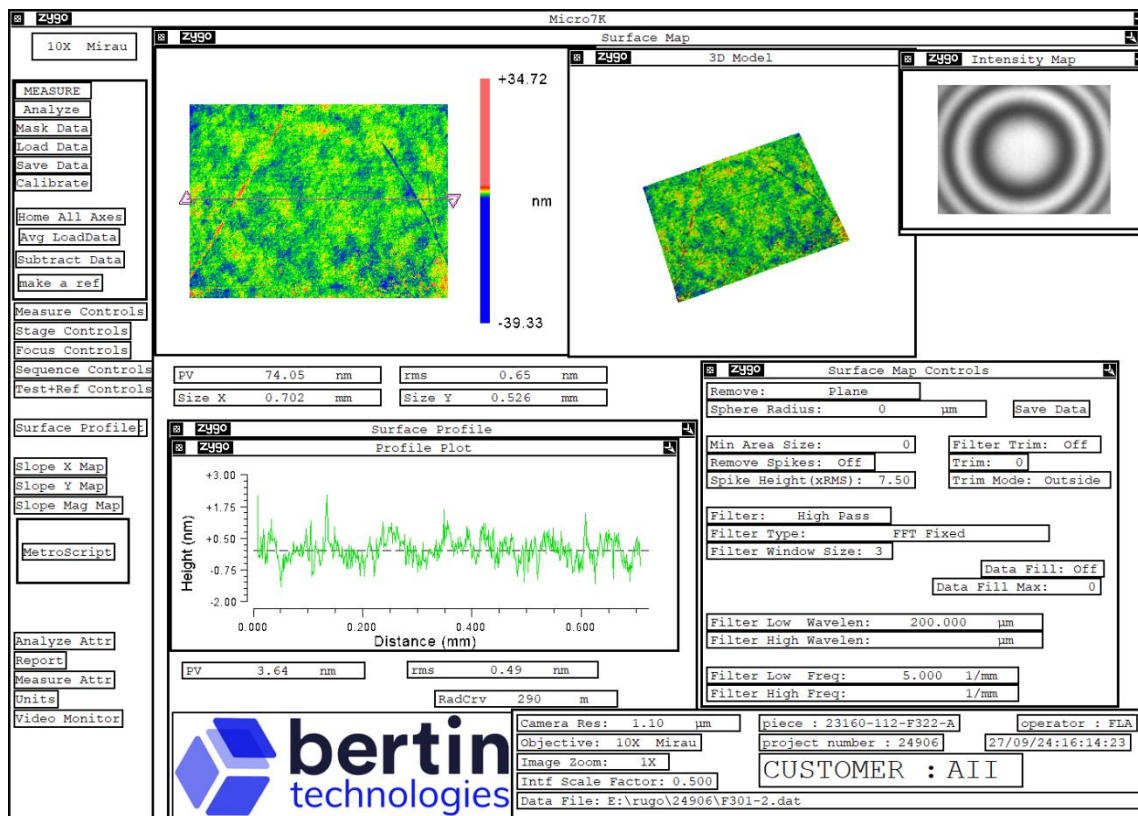 zygo Micro7K
10X Mirau
MEASURE
Analyze
Mask Data
Load Data
Save Data
Calibrate
Home All Axes
Avg LoadData
Subtract Data
make a ref
Measure Controls
Stage Controls
Focus Controls
Sequence Controls
Test+Ref Controls
Surface Profile
Slope X Map
Slope Y Map
Slope Mag Map
MetroScript
Analyze Attr
Report
Measure Attr
Units
Video Monitor
zygo Surface Map
+34.72
nm
-39.33
zygo 3D Model
zygo Intensity Map
PV 74.05 nm
rms 0.65 nm
Size X 0.702 mm
Size Y 0.526 mm
zygo Surface Profile
zygo Profile Plot
Height (nm)
+3.00
+1.75
+0.50
-0.75
-2.00
0.000 0.200 0.400 0.600
Distance (mm)
PV 3.64 nm
rms 0.49 nm
RadCrv 290 m
zygo Surface Map Controls
Remove: Plane
Sphere Radius: 0 µm
Save Data
Min Area Size: 0
Filter Trim: Off
Remove Spikes: Off
Trim: 0
Spike Height(xRMS): 7.50
Trim Mode: Outside
Filter: High Pass
Filter Type: FFT Fixed
Filter Window Size: 3
Data Fill: Off
Data Fill Max: 0
Filter Low Wavelen: 200.000 µm
Filter High Wavelen: µm
Filter Low Freq: 5.000 1/mm
Filter High Freq: 1/mm
bertin
technologies
Camera Res: 1.10 µm
Objective: 10X Mirau
Image Zoom: 1X
Intf Scale Factor: 0.500
Data File: E:\rugo\24906\F301-2.dat
piece : 23160-112-F322-A
operator : FLA
project number : 24906
27/09/24:16:14:23
CUSTOMER : AII